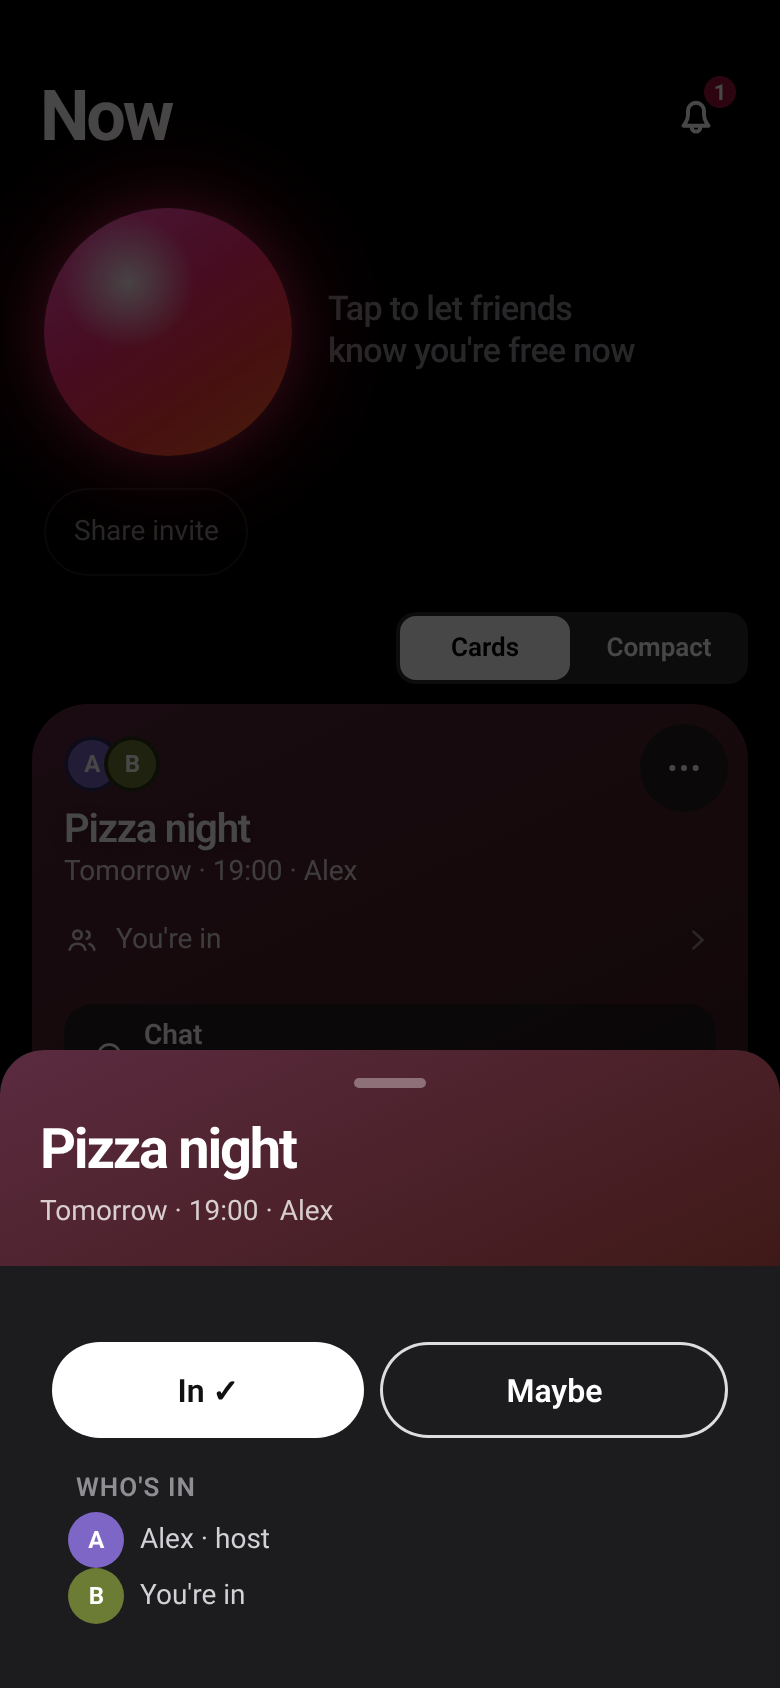 Now
1
Tap to let friends
know you're free now
Share invite
Cards
Compact
A
B
Pizza night
Tomorrow · 19:00 · Alex
You're in
Chat
Pizza night
Tomorrow · 19:00 · Alex
In ✓
Maybe
WHO'S IN
A
Alex · host
B
You're in